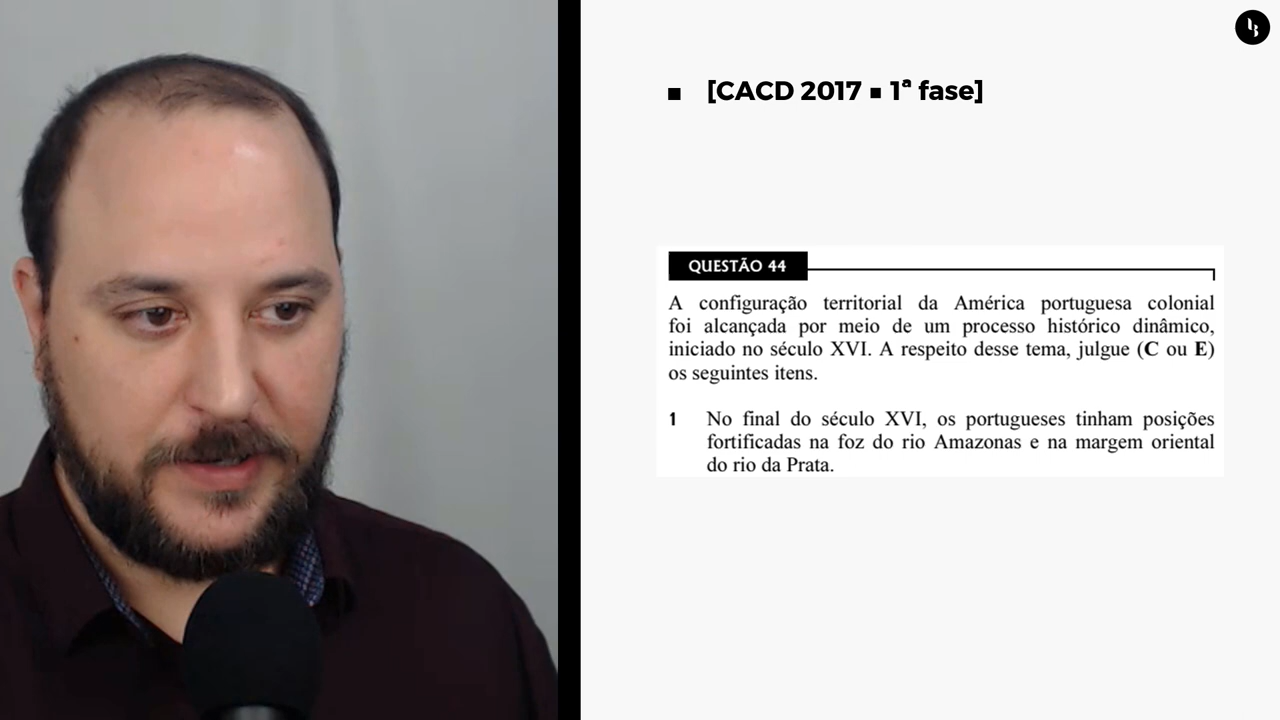 ▪ [CACD 2017 ▪ 1ª fase]
QUESTÃO 44
A configuração territorial da América portuguesa colonial
foi alcançada por meio de um processo histórico dinâmico,
iniciado no século XVI. A respeito desse tema, julgue (C ou E)
os seguintes itens.
1 No final do século XVI, os portugueses tinham posições
fortificadas na foz do rio Amazonas e na margem oriental
do rio da Prata.